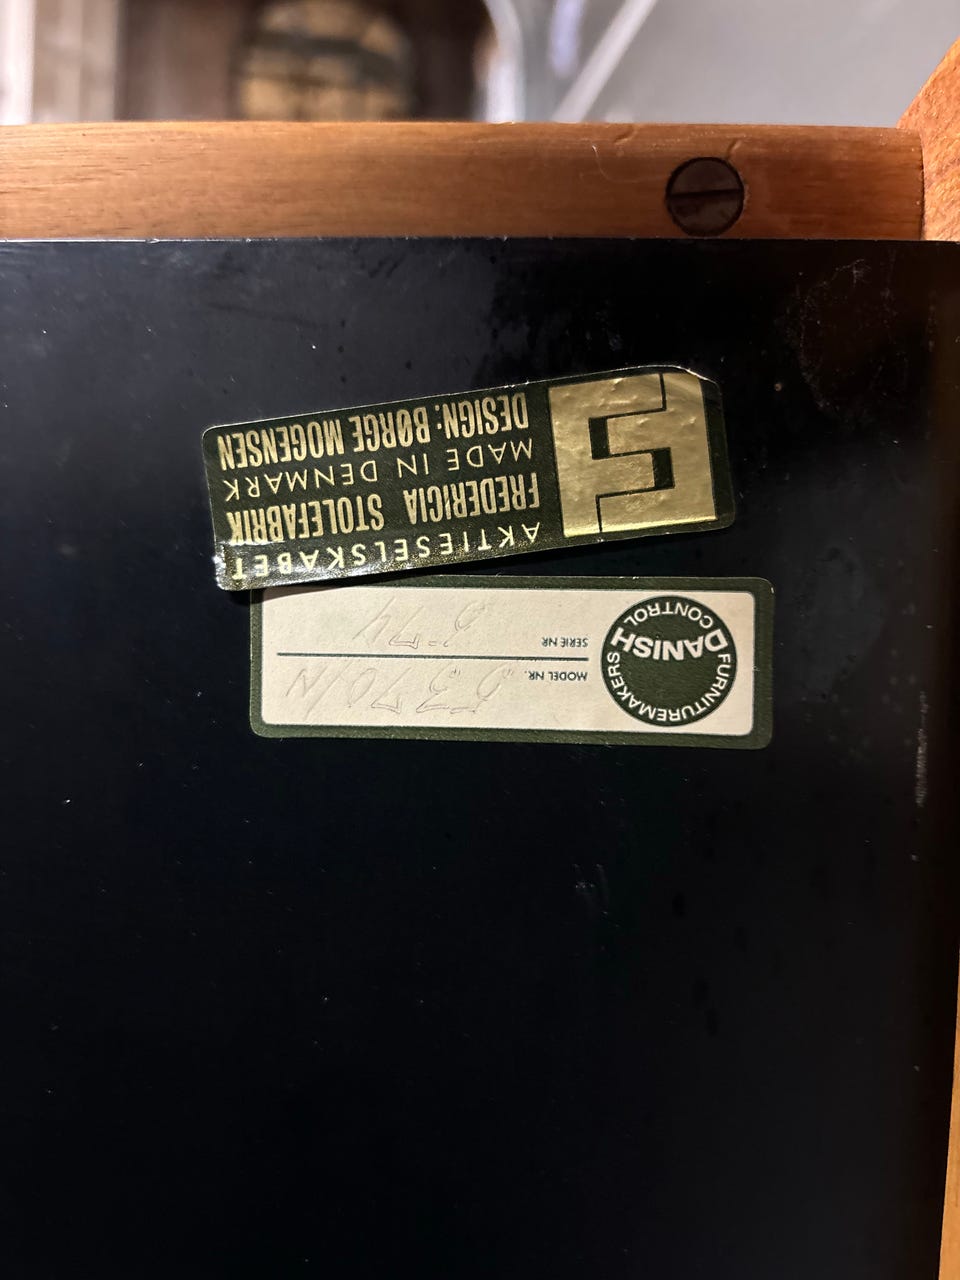 FURNITUREMAKERS
DANISH
CONTROL
MODEL NR.
SERIE NR
AKTIESELSKABET
FREDERICIA STOLEFABRIK
MADE IN DENMARK
DESIGN: BØRGE MOGENSEN